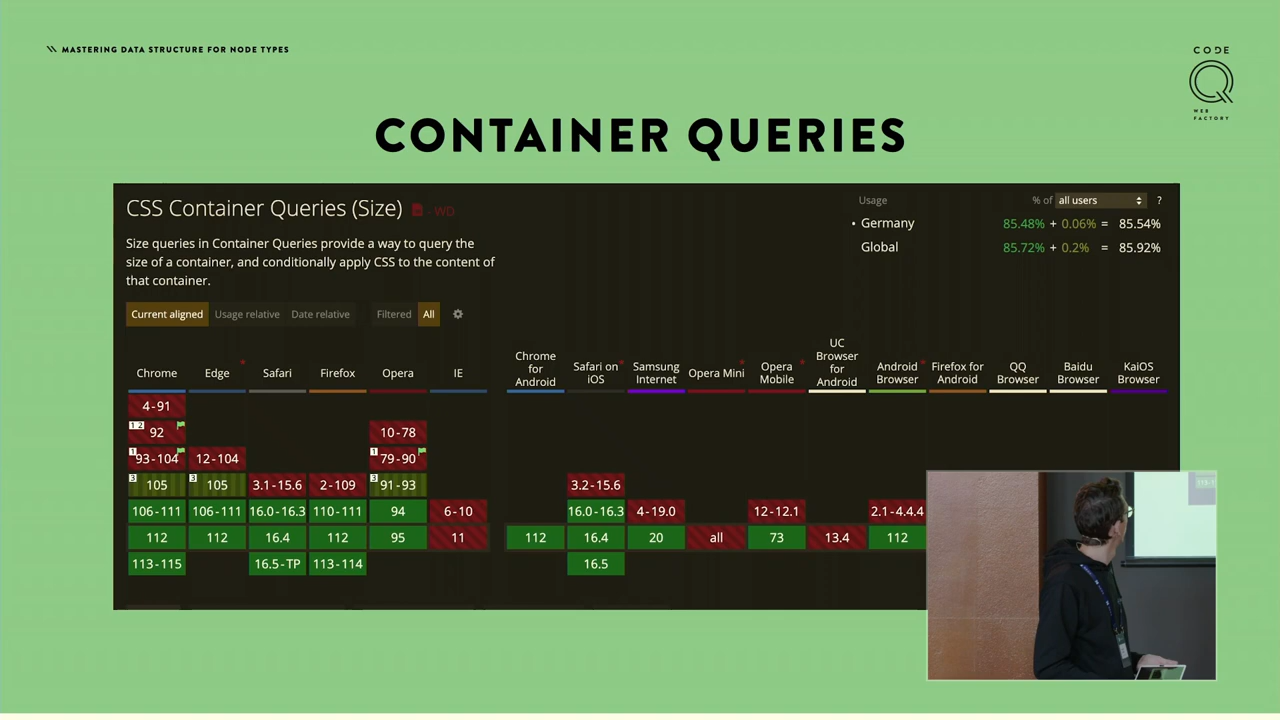 \\ MASTERING DATA STRUCTURE FOR NODE TYPES
CODE
Q
WEB
FACTORY
CONTAINER QUERIES
CSS Container Queries (Size) - WD
Size queries in Container Queries provide a way to query the
size of a container, and conditionally apply CSS to the content of
that container.
Usage % of all users ?
• Germany 85.48% + 0.06% = 85.54%
Global 85.72% + 0.2% = 85.92%
Current aligned Usage relative Date relative Filtered All
Chrome Edge * Safari Firefox Opera IE Chrome for Android Safari on iOS * Samsung Internet Opera Mini * Opera Mobile * UC Browser for Android Android Browser * Firefox for Android QQ Browser Baidu Browser KaiOS Browser
4-91
1 2 92 10-78
1 93-104 12-104 1 79-90
3 105 3 105 3.1-15.6 2-109 3 91-93 3.2-15.6
106-111 106-111 16.0-16.3 110-111 94 6-10 16.0-16.3 4-19.0 12-12.1 2.1-4.4.4
112 112 16.4 112 95 11 112 16.4 20 all 73 13.4 112
113-115 16.5-TP 113-114 16.5